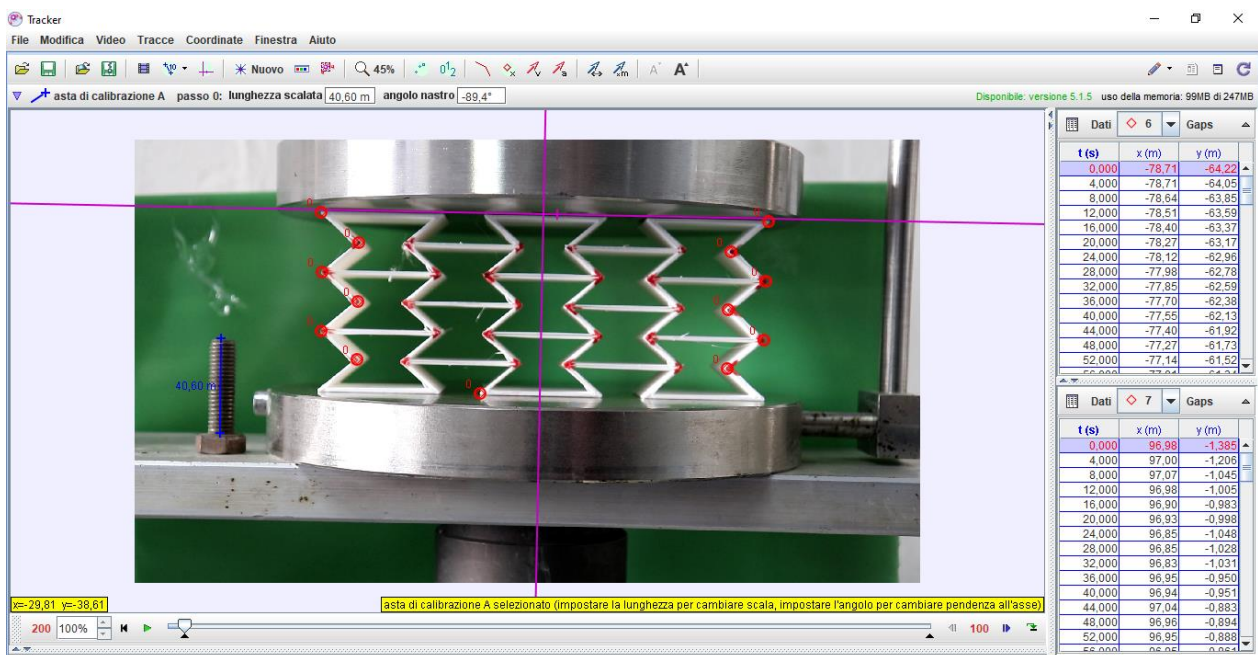 Tracker
File Modifica Video Tracce Coordinate Finestra Aiuto
Nuovo 45%
asta di calibrazione A passo 0: lunghezza scalata 40,60 m angolo nastro -89,4° Disponibile: versione 5.1.5 uso della memoria: 99MB di 247MB
0
0
0
0
0
0
0
0
0
0
0
40,60 m
x=-29,81 y=-38,61
asta di calibrazione A selezionato (impostare la lunghezza per cambiare scala, impostare l'angolo per cambiare pendenza all'asse)
200 100% 100
Dati 6 Gaps
t (s) x (m) y (m)
0,000 -78,71 -64,22
4,000 -78,71 -64,05
8,000 -78,64 -63,85
12,000 -78,51 -63,59
16,000 -78,40 -63,37
20,000 -78,27 -63,17
24,000 -78,12 -62,96
28,000 -77,98 -62,78
32,000 -77,85 -62,59
36,000 -77,70 -62,38
40,000 -77,55 -62,13
44,000 -77,40 -61,92
48,000 -77,27 -61,73
52,000 -77,14 -61,52
Dati 7 Gaps
t (s) x (m) y (m)
0,000 96,98 -1,385
4,000 97,00 -1,206
8,000 97,07 -1,045
12,000 96,98 -1,005
16,000 96,90 -0,983
20,000 96,93 -0,998
24,000 96,85 -1,048
28,000 96,85 -1,028
32,000 96,83 -1,031
36,000 96,95 -0,950
40,000 96,94 -0,951
44,000 97,04 -0,883
48,000 96,96 -0,894
52,000 96,95 -0,888